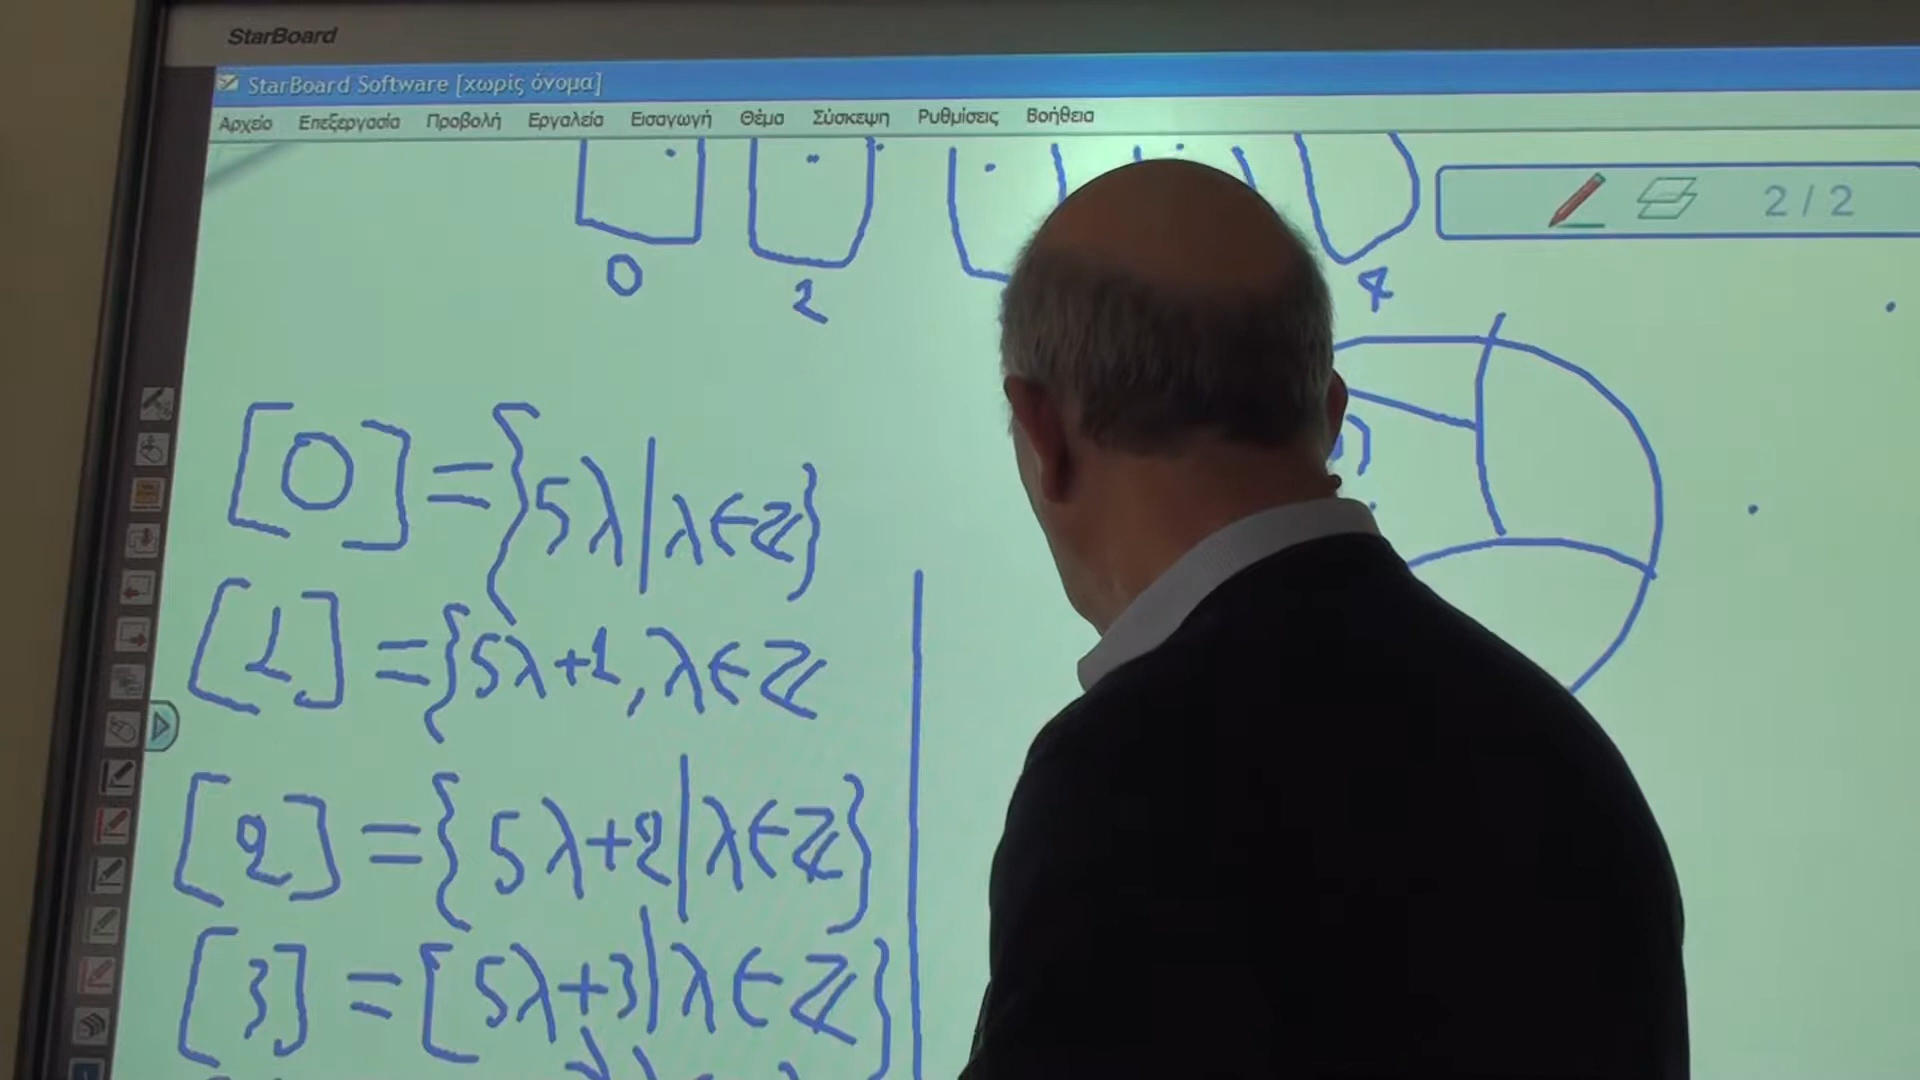 StarBoard
StarBoard Software [χωρίς όνομα]
Αρχείο Επεξεργασία Προβολή Εργαλεία Εισαγωγή Θέμα Σύσκεψη Ρυθμίσεις Βοήθεια
2 / 2
0 2 4
[0] = {5λ | λ∈ℤ}
[1] = {5λ+1, λ∈ℤ
[2] = {5λ+2 | λ∈ℤ}
[3] = [5λ+3 | λ∈ℤ}